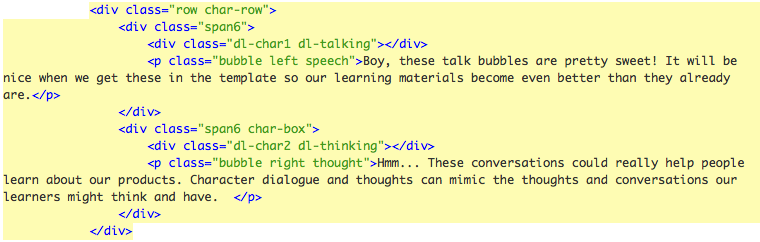 <div class="row char-row">
<div class="span6">
<div class="dl-char1 dl-talking"></div>
<p class="bubble left speech">Boy, these talk bubbles are pretty sweet! It will be
nice when we get these in the template so our learning materials become even better than they already
are.</p>
</div>
<div class="span6 char-box">
<div class="dl-char2 dl-thinking"></div>
<p class="bubble right thought">Hmm... These conversations could really help people
learn about our products. Character dialogue and thoughts can mimic the thoughts and conversations our
learners might think and have.  </p>
</div>
</div>